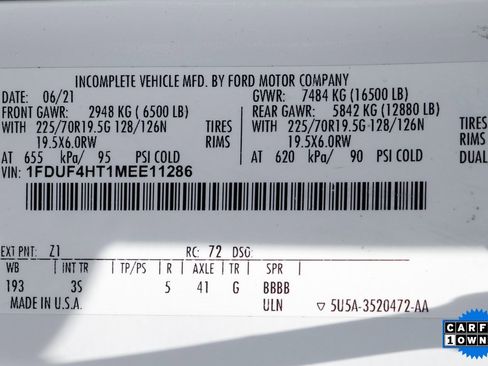 INCOMPLETE VEHICLE MFD. BY FORD MOTOR COMPANY
DATE: 06/21 GVWR: 7484 KG (16500 LB)
FRONT GAWR: 2948 KG ( 6500 LB) REAR GAWR: 5842 KG (12880 LB)
WITH 225/70R19.5G 128/126N TIRES WITH 225/70R19.5G 128/126N TIRES
19.5X6.0RW RIMS 19.5X6.0RW RIMS
AT 655 kPa/ 95 PSI COLD AT 620 kPa/ 90 PSI COLD DUAL
VIN: 1FDUF4HT1MEE11286
EXT PNT: Z1 RC: 72 DSO:
WB INT TR TP/PS R AXLE TR SPR
193 3S 5 41 G BBBB
MADE IN U.S.A. ULN ▽ 5U5A-3520472-AA
CARF
1 OWN